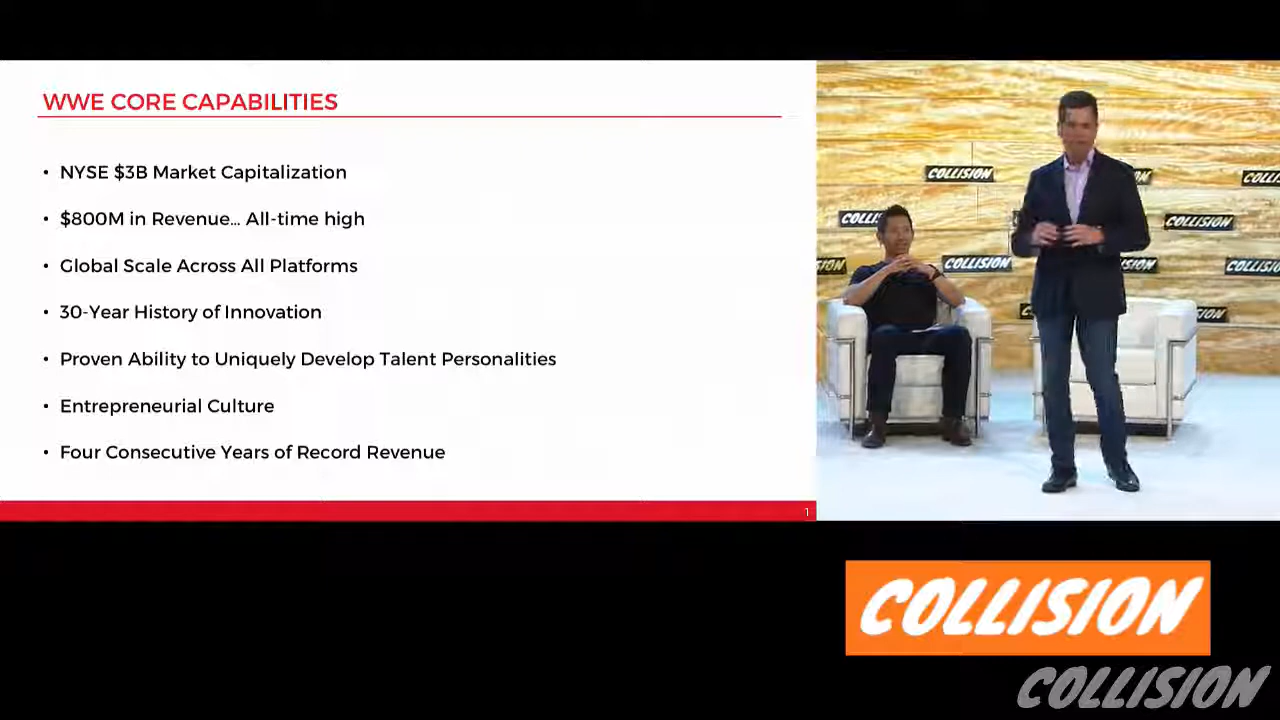 WWE CORE CAPABILITIES
• NYSE $3B Market Capitalization
• $800M in Revenue... All-time high
• Global Scale Across All Platforms
• 30-Year History of Innovation
• Proven Ability to Uniquely Develop Talent Personalities
• Entrepreneurial Culture
• Four Consecutive Years of Record Revenue
1
COLLISION
COLLISION
COLLISION
COLLISION
COLLISION
COLLISION